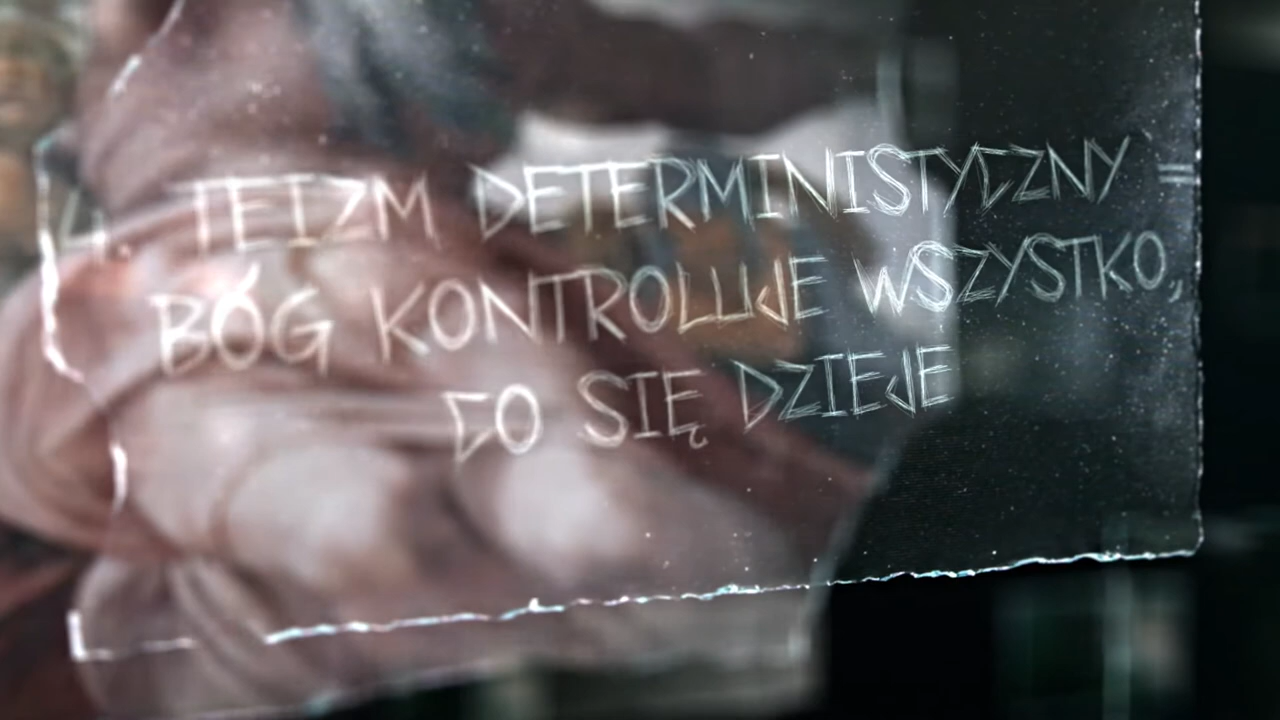 4. TEIZM DETERMINISTYCZNY =
BÓG KONTROLUJE WSZYSTKO,
CO SIĘ DZIEJE